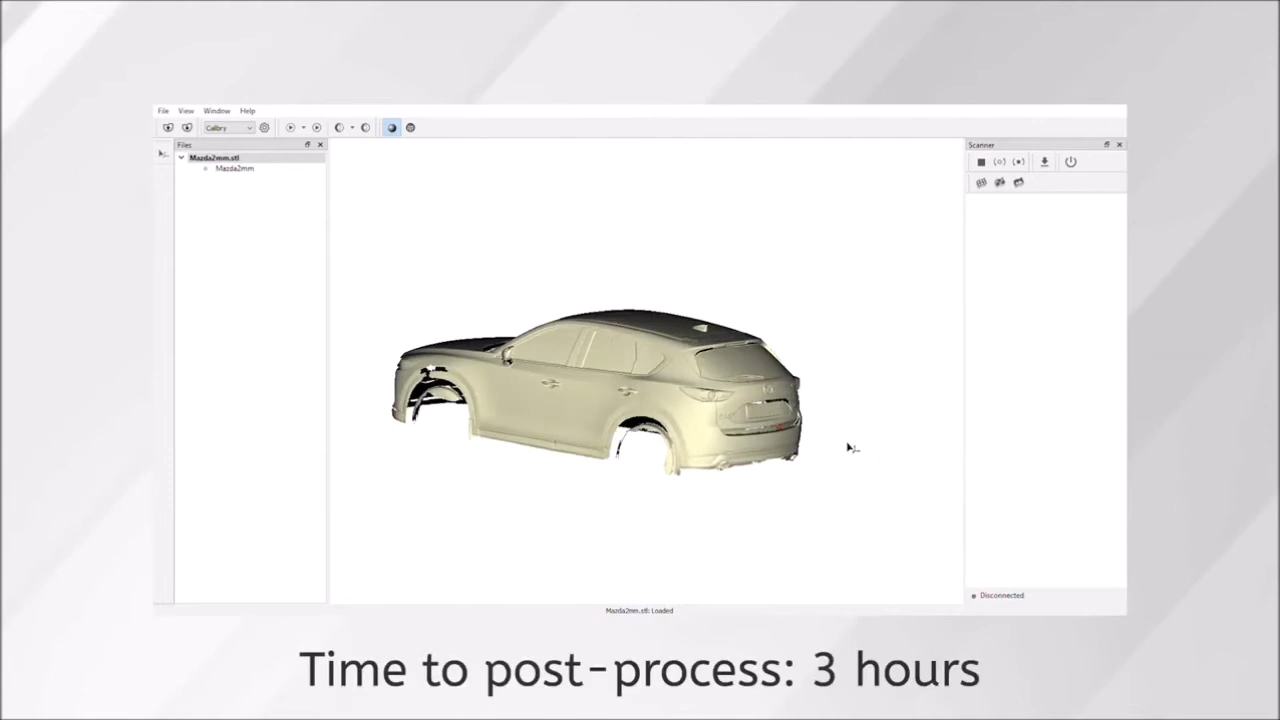 File View Window Help
Calibry
Files
Mazda2mm.stl
Mazda2mm
Scanner
Disconnected
Mazda2mm.stl: Loaded
Time to post-process: 3 hours